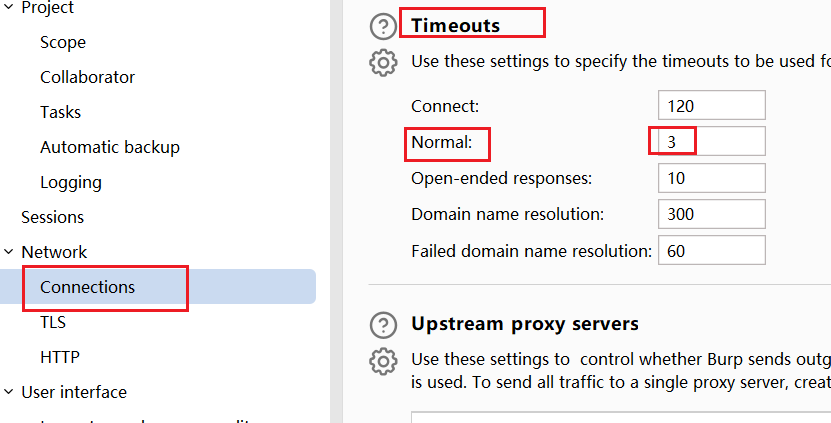 Project
Scope
Collaborator
Tasks
Automatic backup
Logging
Sessions
Network
Connections
TLS
HTTP
User interface
Timeouts
Use these settings to specify the timeouts to be used
Connect: 120
Normal: 3
Open-ended responses: 10
Domain name resolution: 300
Failed domain name resolution: 60
Upstream proxy servers
Use these settings to control whether Burp sends
is used. To send all traffic to a single proxy server,